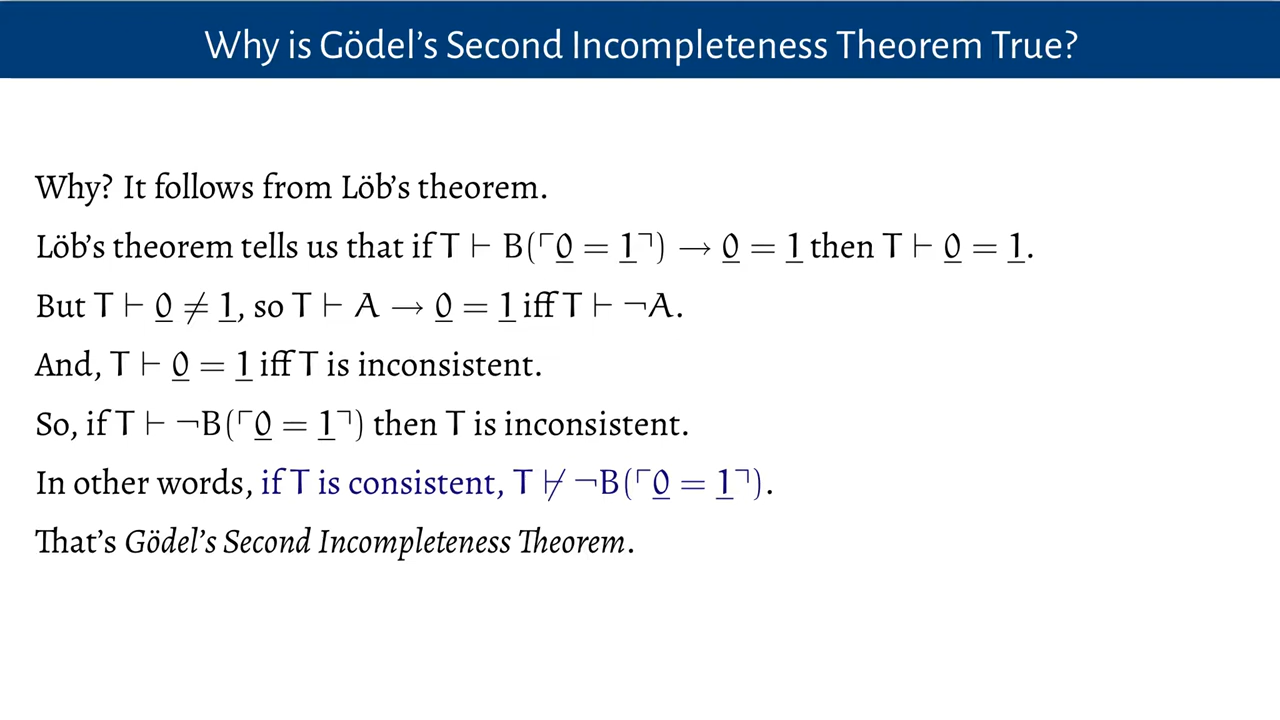 Why is Gödel's Second Incompleteness Theorem True?
Why? It follows from Löb's theorem.
Löb's theorem tells us that if T ⊢ B(⌜0̲ = 1̲⌝) → 0̲ = 1̲ then T ⊢ 0̲ = 1̲.
But T ⊢ 0̲ ≠ 1̲, so T ⊢ A → 0̲ = 1̲ iff T ⊢ ¬A.
And, T ⊢ 0̲ = 1̲ iff T is inconsistent.
So, if T ⊢ ¬B(⌜0̲ = 1̲⌝) then T is inconsistent.
In other words, if T is consistent, T ⊬ ¬B(⌜0̲ = 1̲⌝).
That's Gödel's Second Incompleteness Theorem.